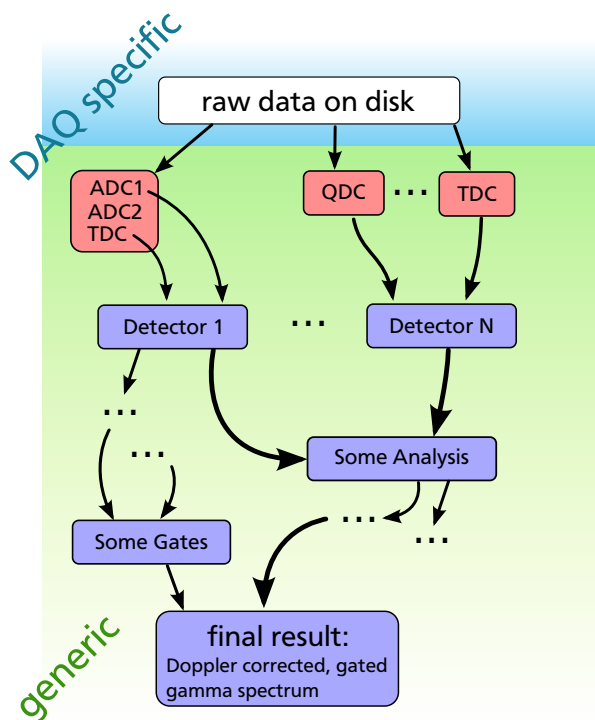 DAQ specific
raw data on disk
ADC1
ADC2
TDC
QDC
...
TDC
Detector 1
...
Detector N
...
...
Some Analysis
...
...
Some Gates
final result:
Doppler corrected, gated
gamma spectrum
generic